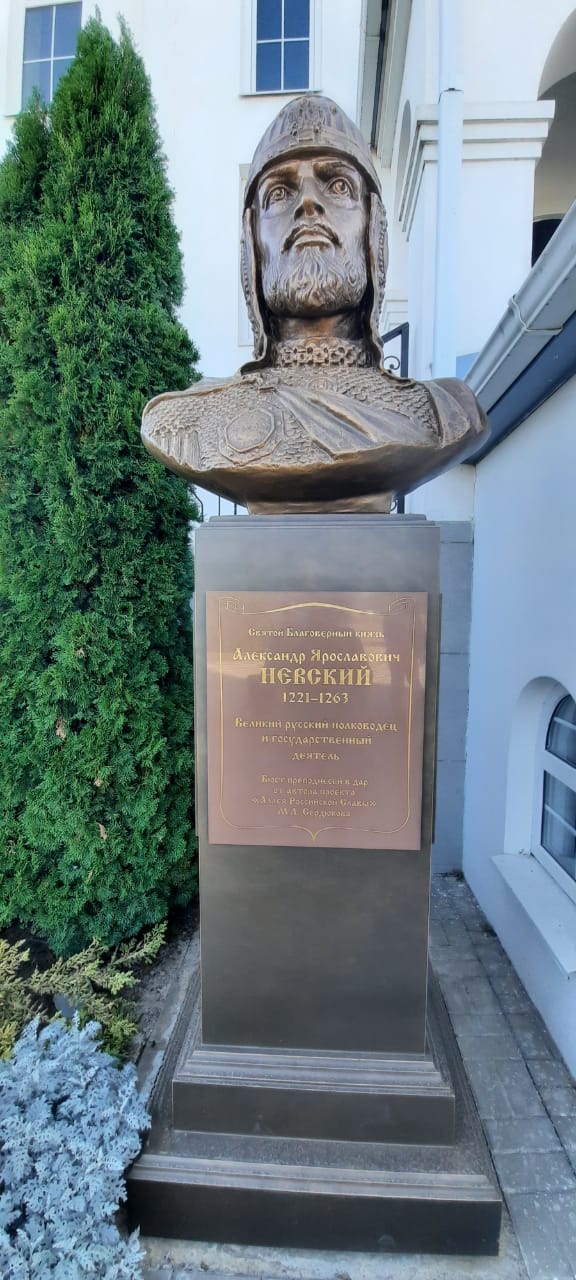 Святой Благоверный князь
Александр Ярославович
НЕВСКИЙ
1221–1263
Великий русский полководец
и государственный
деятель
Бюст преподнесен в дар
от автора проекта
«Аллея Российской Славы»
М.Л. Сердюкова